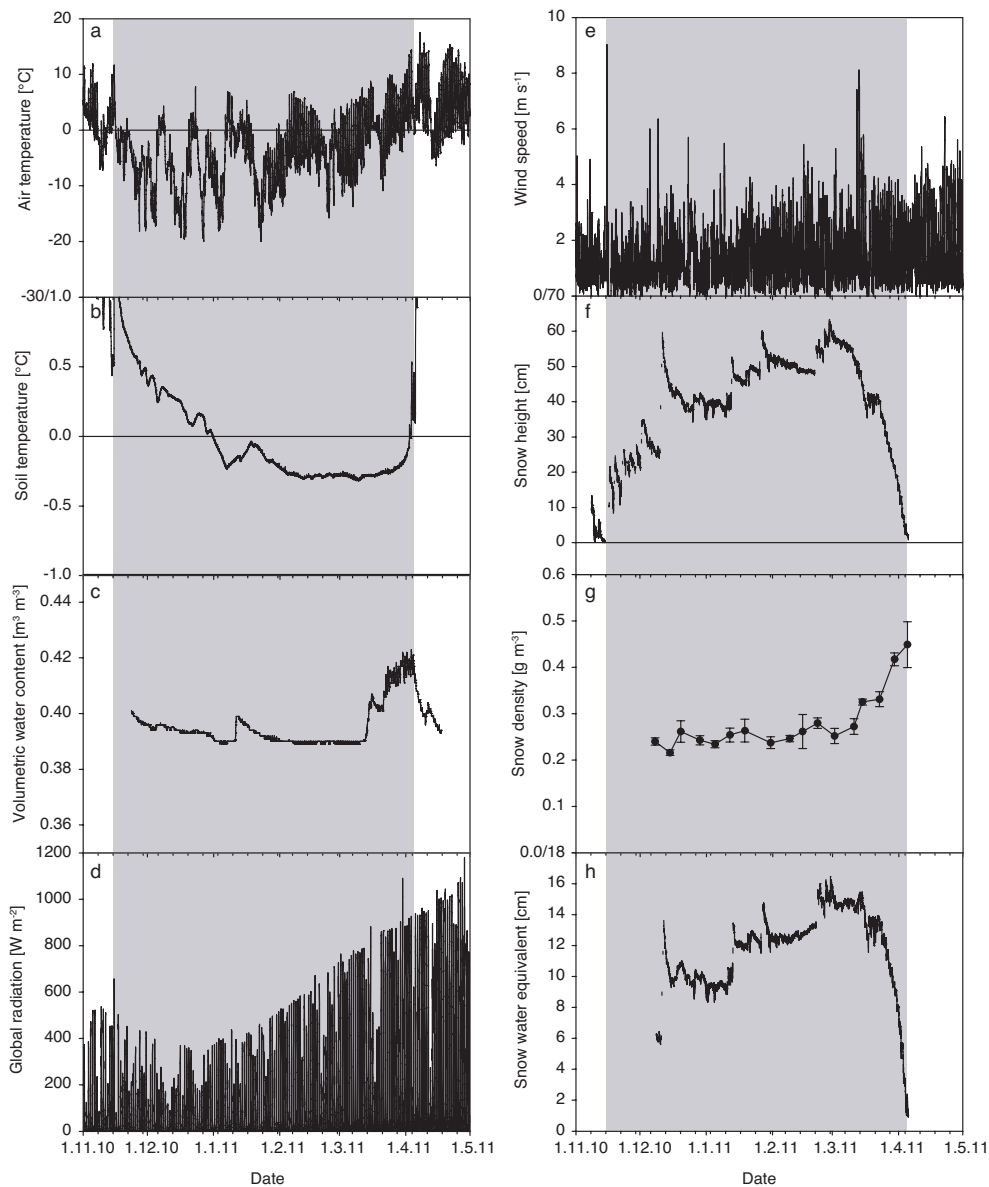 a
Air temperature [°C]
20
10
0
-10
-20
-30/1.0
b
Soil temperature [°C]
0.5
0.0
-0.5
-1.0
c
Volumetric water content [m³ m⁻³]
0.44
0.42
0.40
0.38
0.36
1200
d
Global radiation [W m⁻²]
1000
800
600
400
200
0
1.11.10 1.12.10 1.1.11 1.2.11 1.3.11 1.4.11 1.5.11
Date
e
Wind speed [m s⁻¹]
10
8
6
4
2
0/70
f
Snow height [cm]
60
50
40
30
20
10
0
0.6
g
Snow density [g m⁻³]
0.5
0.4
0.3
0.2
0.1
0.0/18
h
Snow water equivalent [cm]
16
14
12
10
8
6
4
2
0
1.11.10 1.12.10 1.1.11 1.2.11 1.3.11 1.4.11 1.5.11
Date